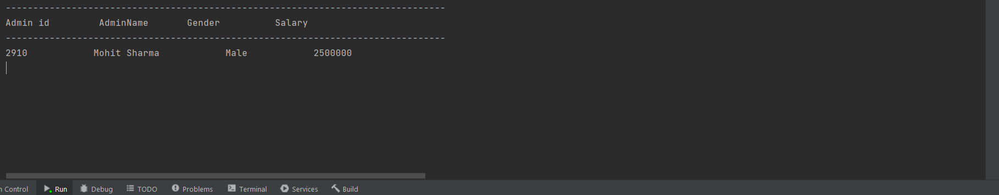 --------------------------------------------------------------------------------
Admin id         AdminName       Gender          Salary
--------------------------------------------------------------------------------
2910            Mohit Sharma            Male            2500000
n Control Run Debug TODO Problems Terminal Services Build